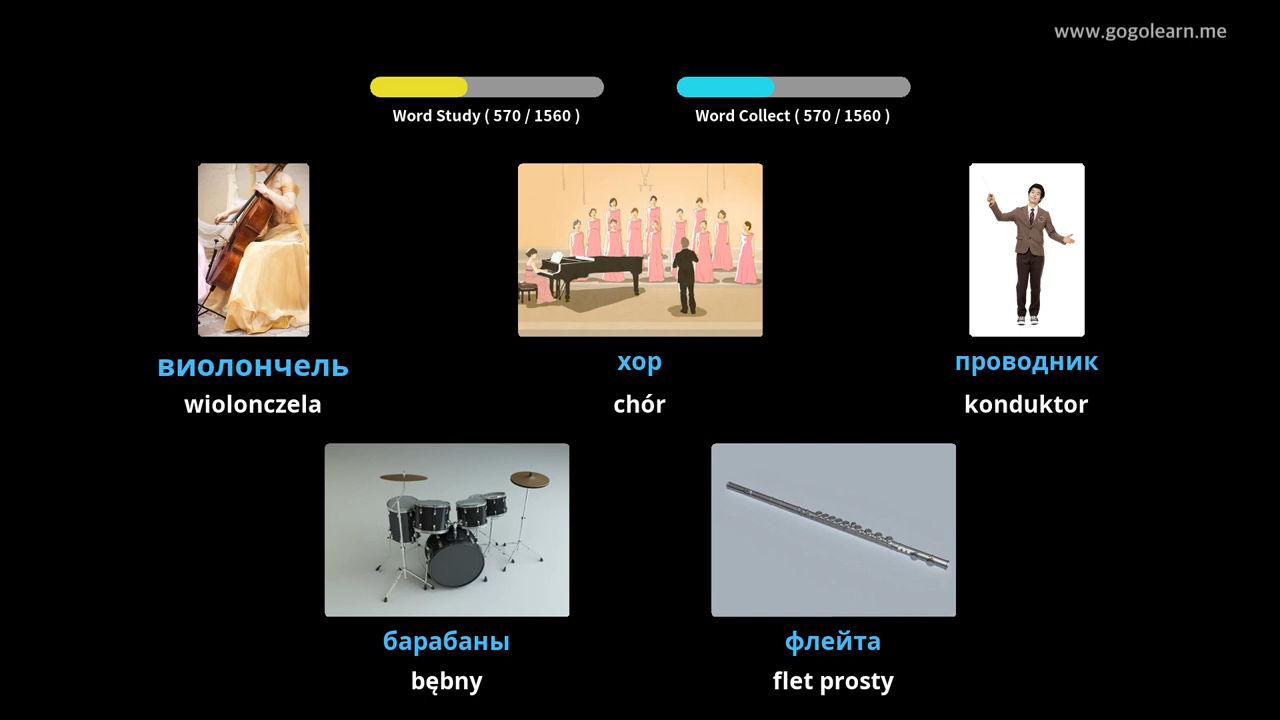 www.gogolearn.me
Word Study ( 570 / 1560 )
Word Collect ( 570 / 1560 )
виолончель
wiolonczela
хор
chór
проводник
konduktor
барабаны
bębny
флейта
flet prosty